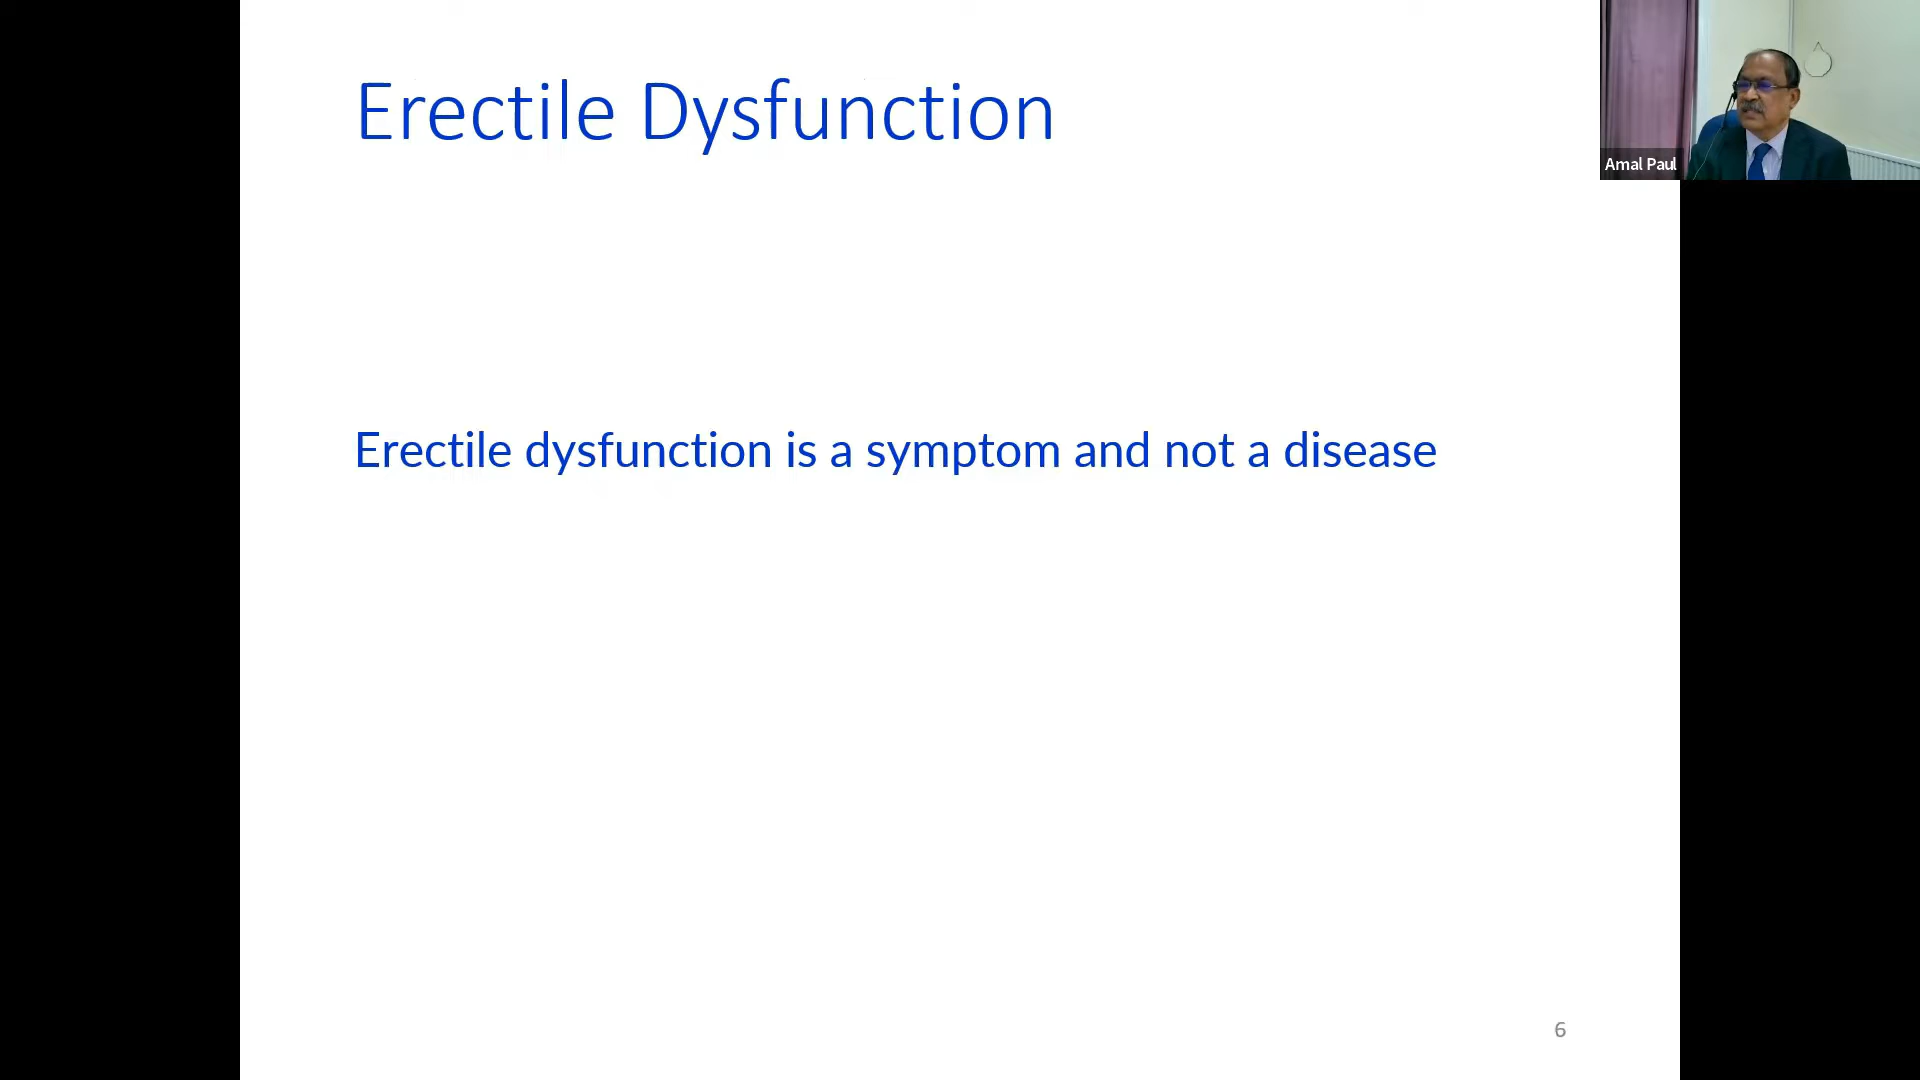 Erectile Dysfunction
Amal Paul
Erectile dysfunction is a symptom and not a disease
6